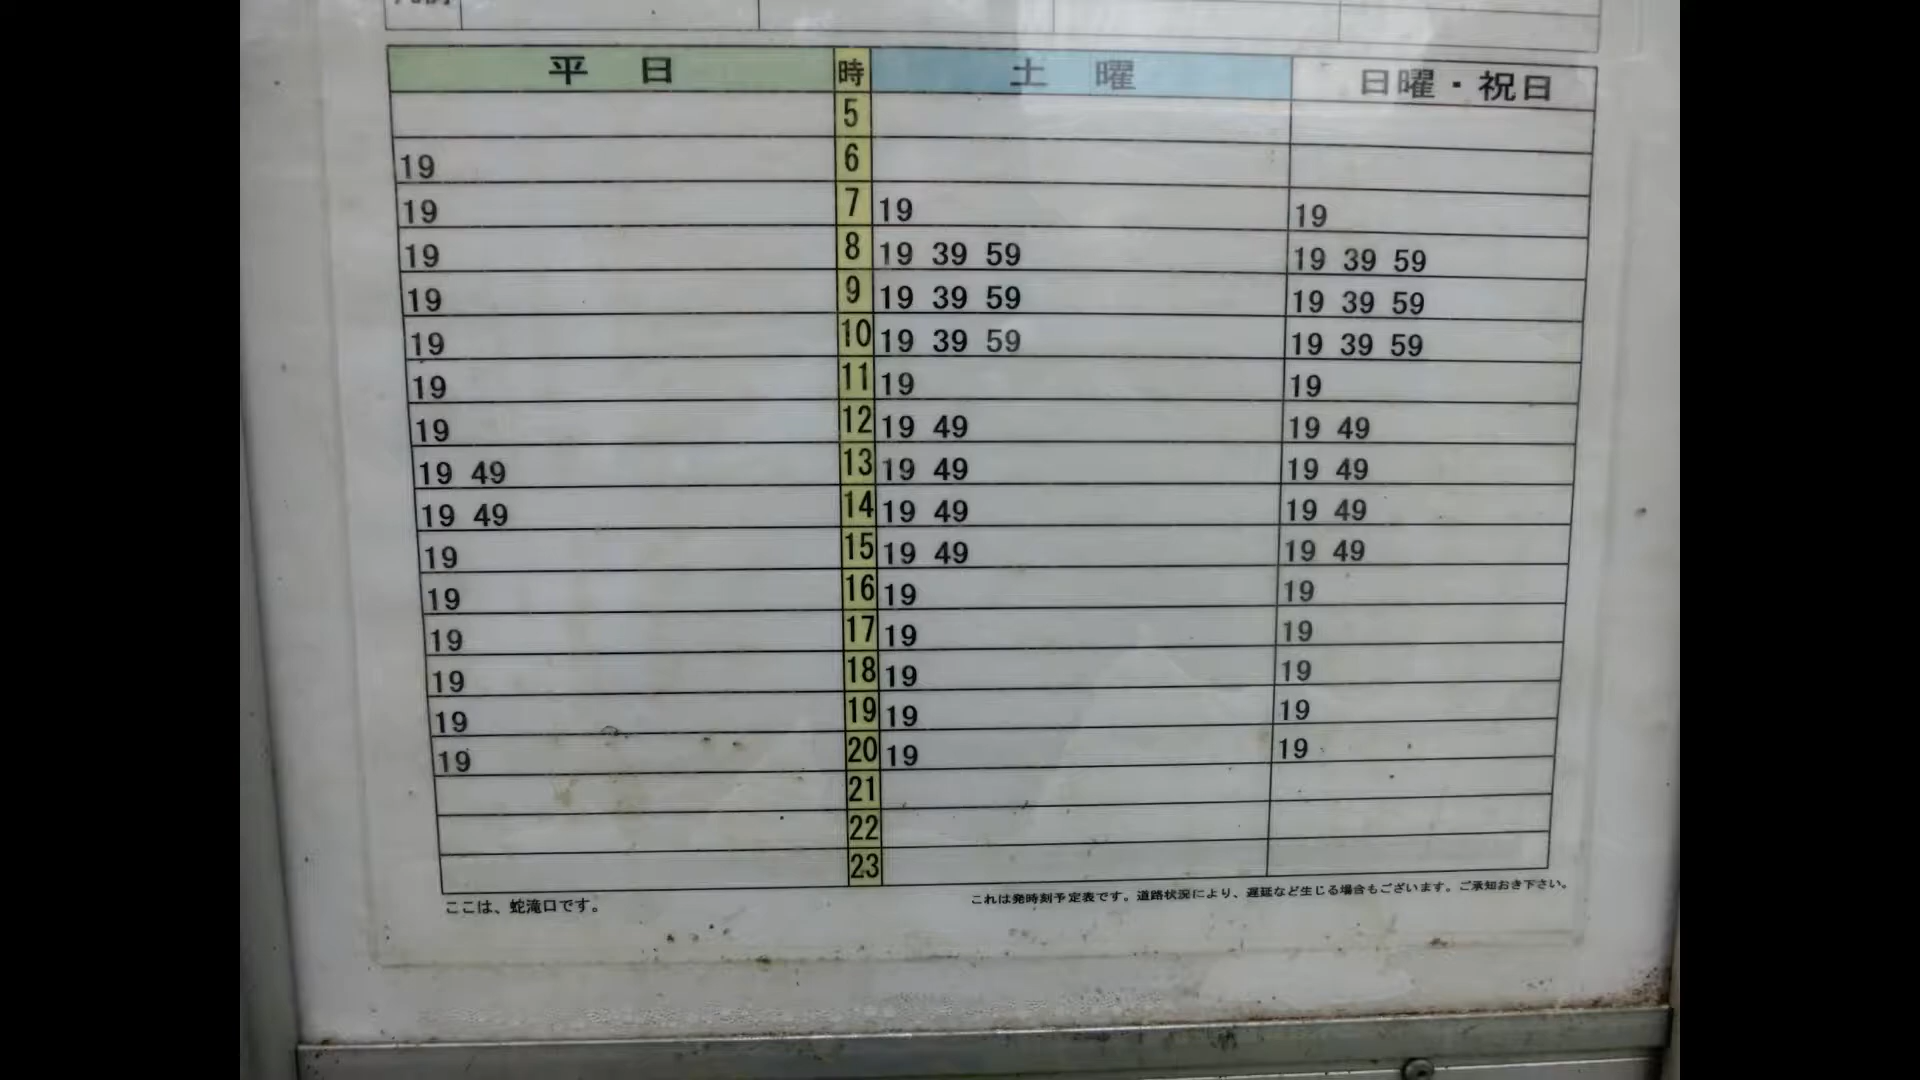 平 日 時 土 曜 日曜・祝日
5
19 6
19 7 19 19
19 8 19 39 59 19 39 59
19 9 19 39 59 19 39 59
19 10 19 39 59 19 39 59
19 11 19 19
19 12 19 49 19 49
19 49 13 19 49 19 49
19 49 14 19 49 19 49
19 15 19 49 19 49
19 16 19 19
19 17 19 19
19 18 19 19
19 19 19 19
19 20 19 19
21
22
23
ここは、蛇滝口です。 これは発時刻予定表です。道路状況により、遅延など生じる場合もございます。ご承知おき下さい。